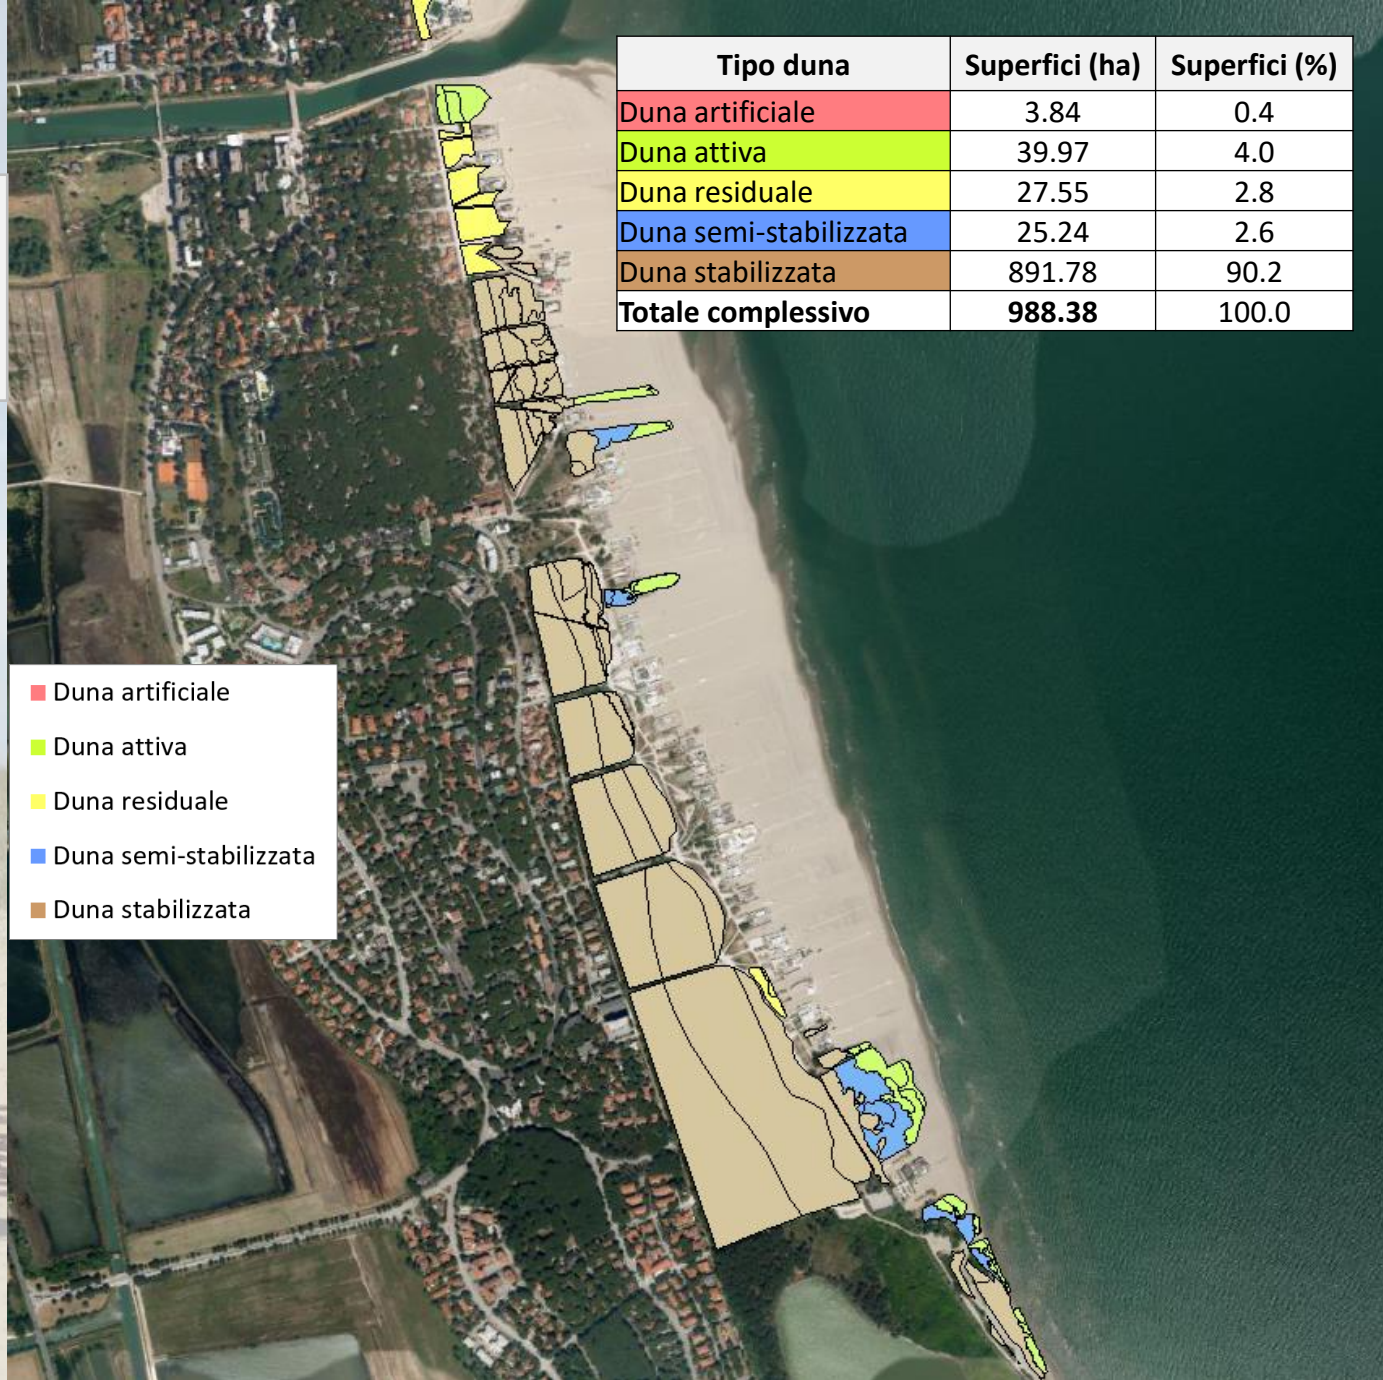 Tipo duna Superfici (ha) Superfici (%)
Duna artificiale 3.84 0.4
Duna attiva 39.97 4.0
Duna residuale 27.55 2.8
Duna semi-stabilizzata 25.24 2.6
Duna stabilizzata 891.78 90.2
Totale complessivo 988.38 100.0
Duna artificiale
Duna attiva
Duna residuale
Duna semi-stabilizzata
Duna stabilizzata